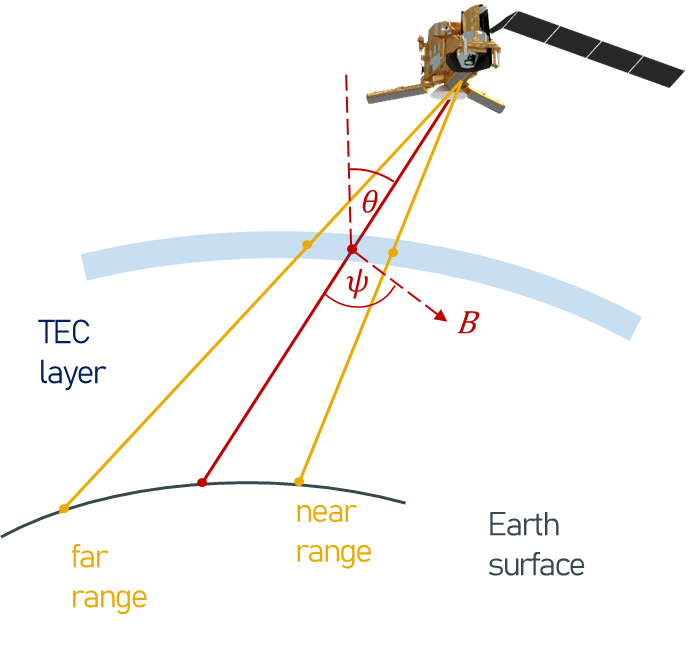 θ
ψ
B
TEC
layer
near
range
Earth
surface
far
range